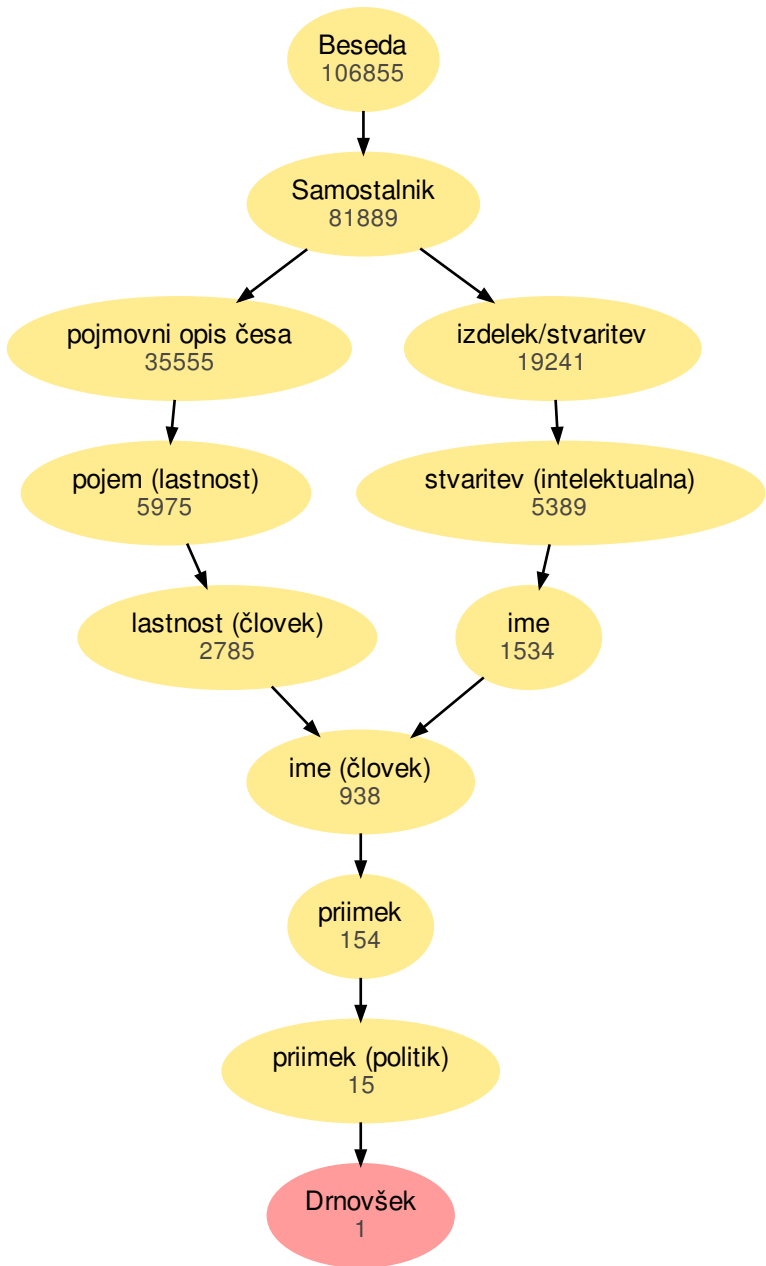 Beseda
106855
Samostalnik
81889
pojmovni opis česa
35555
izdelek/stvaritev
19241
pojem (lastnost)
5975
stvaritev (intelektualna)
5389
lastnost (človek)
2785
ime
1534
ime (človek)
938
priimek
154
priimek (politik)
15
Drnovšek
1